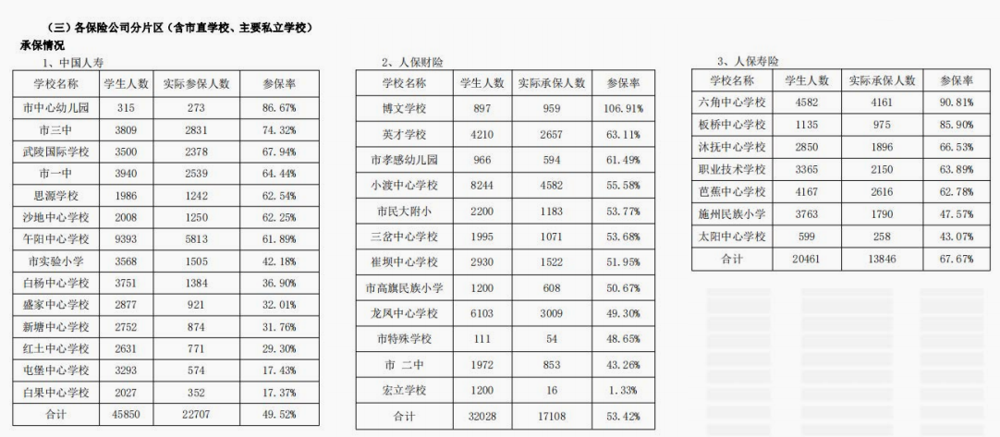 (三)各保险公司分片区(含市直学校、主要私立学校)
承保情况
1、中国人寿
学校名称 学生人数 实际参保人数 参保率
市中心幼儿园 315 273 86.67%
市三中 3809 2831 74.32%
武陵国际学校 3500 2378 67.94%
市一中 3940 2539 64.44%
思源学校 1986 1242 62.54%
沙地中心学校 2008 1250 62.25%
午阳中心学校 9393 5813 61.89%
市实验小学 3568 1505 42.18%
白杨中心学校 3751 1384 36.90%
盛家中心学校 2877 921 32.01%
新塘中心学校 2752 874 31.76%
红土中心学校 2631 771 29.30%
屯堡中心学校 3293 574 17.43%
白果中心学校 2027 352 17.37%
合计 45850 22707 49.52%
2、人保财险
学校名称 学生人数 实际承保人数 参保率
博文学校 897 959 106.91%
英才学校 4210 2657 63.11%
市孝感幼儿园 966 594 61.49%
小渡中心学校 8244 4582 55.58%
市民大附小 2200 1183 53.77%
三岔中心学校 1995 1071 53.68%
崔坝中心学校 2930 1522 51.95%
市高旗民族小学 1200 608 50.67%
龙凤中心学校 6103 3009 49.30%
市特殊学校 111 54 48.65%
市 二中 1972 853 43.26%
宏立学校 1200 16 1.33%
合计 32028 17108 53.42%
3、人保寿险
学校名称 学生人数 实际承保人数 参保率
六角中心学校 4582 4161 90.81%
板桥中心学校 1135 975 85.90%
沐抚中心学校 2850 1896 66.53%
职业技术学校 3365 2150 63.89%
芭蕉中心学校 4167 2616 62.78%
施州民族小学 3763 1790 47.57%
太阳中心学校 599 258 43.07%
合计 20461 13846 67.67%